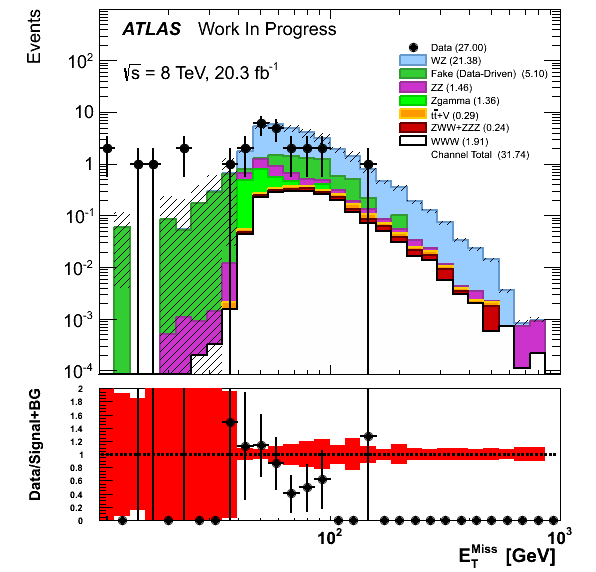 Events
ATLAS Work In Progress
√s = 8 TeV, 20.3 fb⁻¹
Data (27.00)
WZ (21.38)
Fake (Data-Driven) (5.10)
ZZ (1.46)
Zgamma (1.36)
tt̄+V (0.29)
ZWW+ZZZ (0.24)
WWW (1.91)
Channel Total (31.74)
10²
10
1
10⁻¹
10⁻²
10⁻³
10⁻⁴
Data/Signal+BG
2
1.8
1.6
1.4
1.2
1
0.8
0.6
0.4
0.2
0
10² 10³
E_T^Miss [GeV]